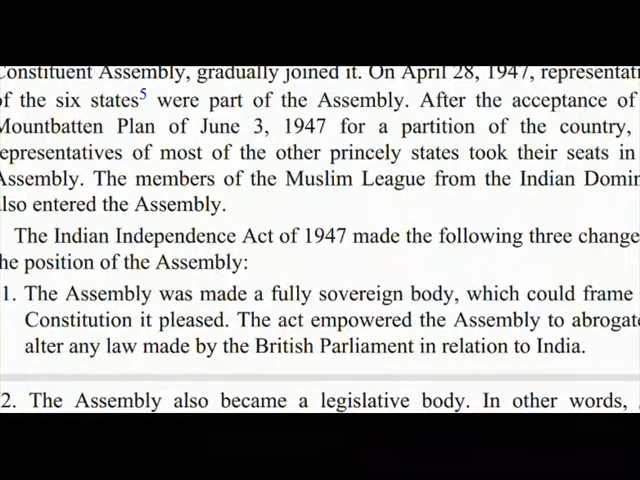 Constituent Assembly, gradually joined it. On April 28, 1947, representati
of the six states5 were part of the Assembly. After the acceptance of
Mountbatten Plan of June 3, 1947 for a partition of the country,
epresentatives of most of the other princely states took their seats in
Assembly. The members of the Muslim League from the Indian Domin
lso entered the Assembly.
The Indian Independence Act of 1947 made the following three change
he position of the Assembly:
1. The Assembly was made a fully sovereign body, which could frame
Constitution it pleased. The act empowered the Assembly to abrogate
alter any law made by the British Parliament in relation to India.
2. The Assembly also became a legislative body. In other words,